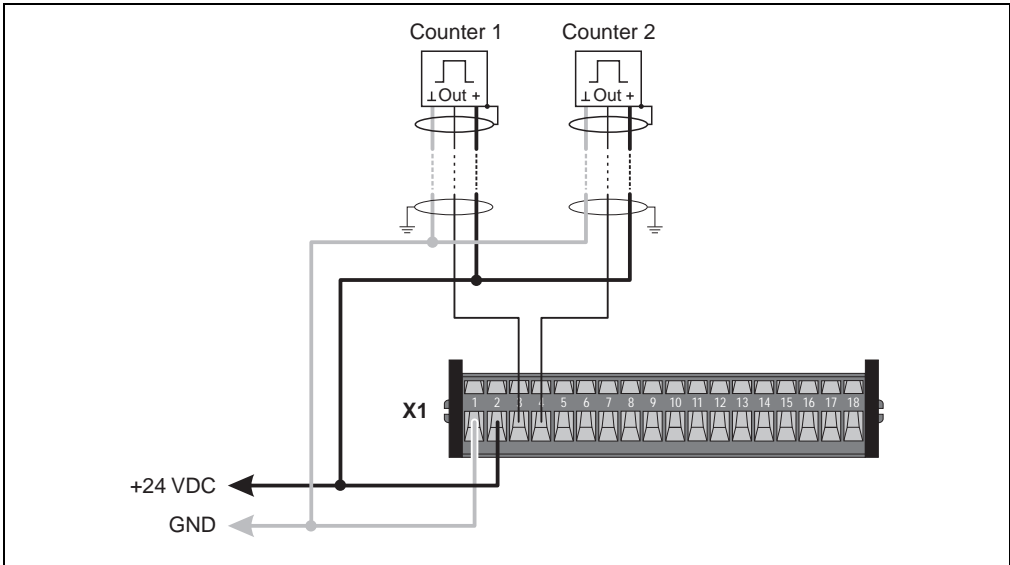 Counter 1 Counter 2
⊥ Out + ⊥ Out +
X1
1 2 3 4 5 6 7 8 9 10 11 12 13 14 15 16 17 18
+24 VDC
GND